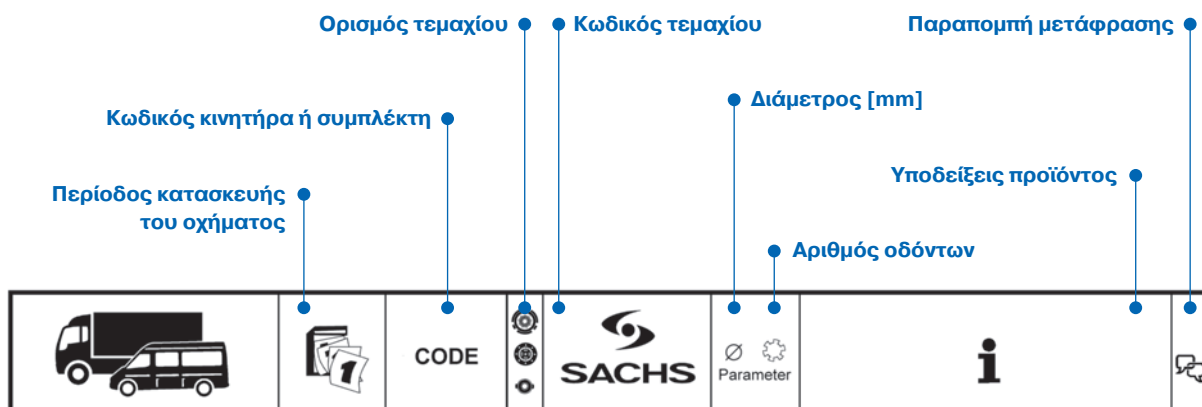 Ορισμός τεμαχίου
Κωδικός τεμαχίου
Παραπομπή μετάφρασης
Διάμετρος [mm]
Κωδικός κινητήρα ή συμπλέκτη
Υποδείξεις προϊόντος
Περίοδος κατασκευής
του οχήματος
Αριθμός οδόντων
1
CODE
SACHS
Ø
Parameter
i